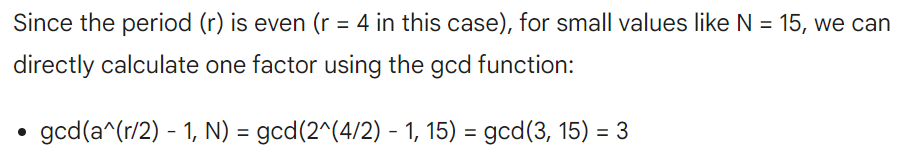 Since the period (r) is even (r = 4 in this case), for small values like N = 15, we can
directly calculate one factor using the gcd function:
• gcd(a^(r/2) - 1, N) = gcd(2^(4/2) - 1, 15) = gcd(3, 15) = 3